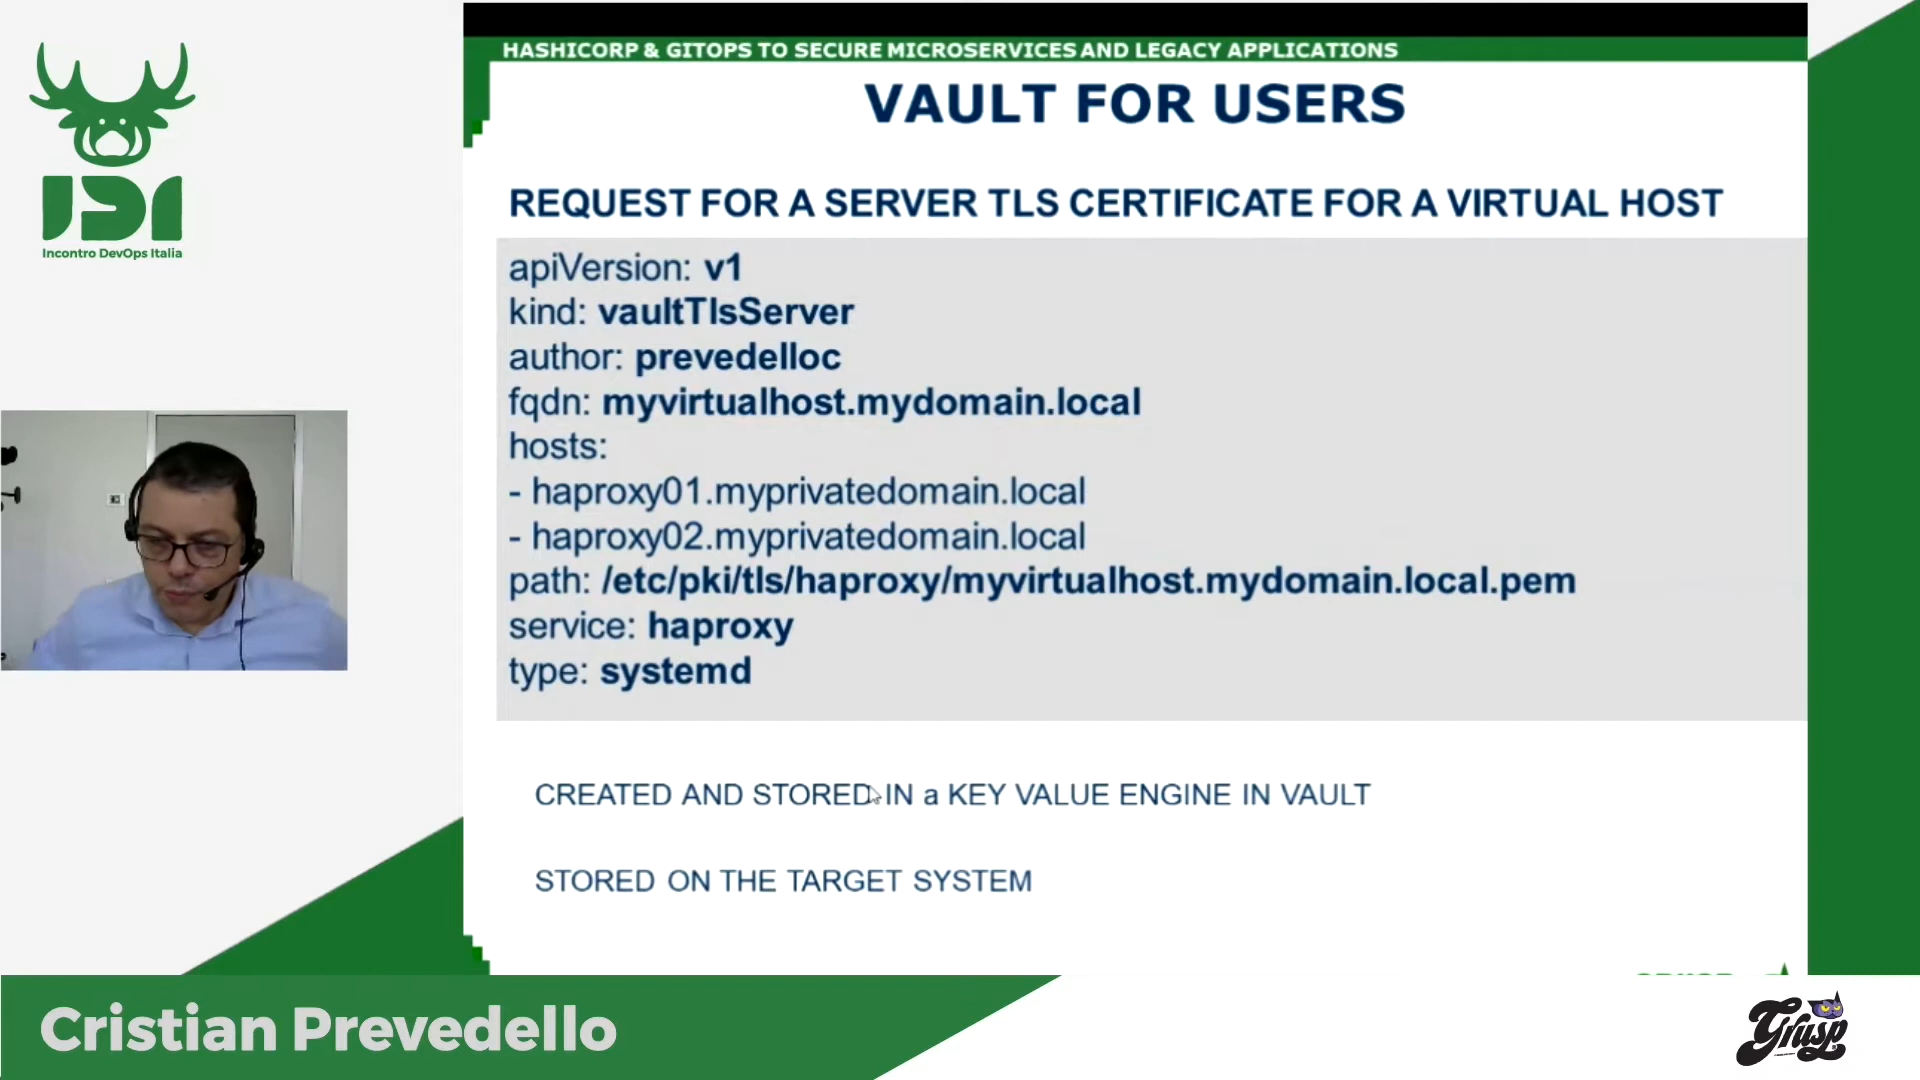 HASHICORP & GITOPS TO SECURE MICROSERVICES AND LEGACY APPLICATIONS
VAULT FOR USERS
REQUEST FOR A SERVER TLS CERTIFICATE FOR A VIRTUAL HOST
apiVersion: v1
kind: vaultTlsServer
author: prevedelloc
fqdn: myvirtualhost.mydomain.local
hosts:
- haproxy01.myprivatedomain.local
- haproxy02.myprivatedomain.local
path: /etc/pki/tls/haproxy/myvirtualhost.mydomain.local.pem
service: haproxy
type: systemd
CREATED AND STORED IN a KEY VALUE ENGINE IN VAULT
STORED ON THE TARGET SYSTEM
IDI
Incontro DevOps Italia
Cristian Prevedello
Grusp